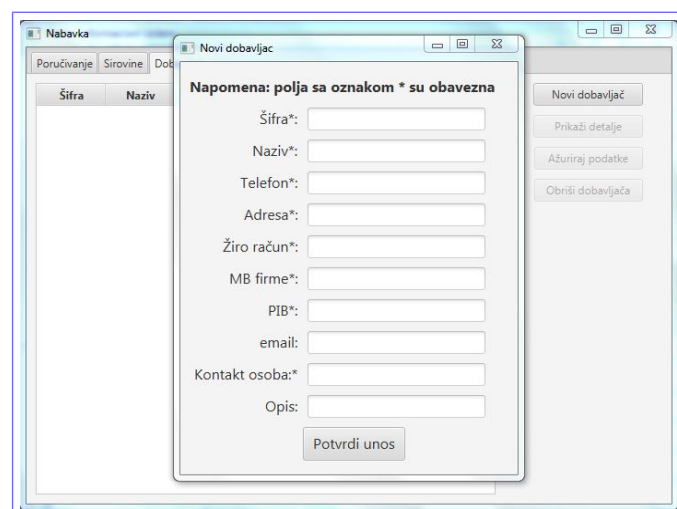 Nabavka
Novi dobavljac
Poručivanje Sirovine
Šifra Naziv
Napomena: polja sa oznakom * su obavezna
Šifra*:
Naziv*:
Telefon*:
Adresa*:
Žiro račun*:
MB firme*:
PIB*:
email:
Kontakt osoba:*
Opis:
Potvrdi unos
Novi dobavljač
Prikaži detalje
Ažuriraj podatke
Obriši dobavljača